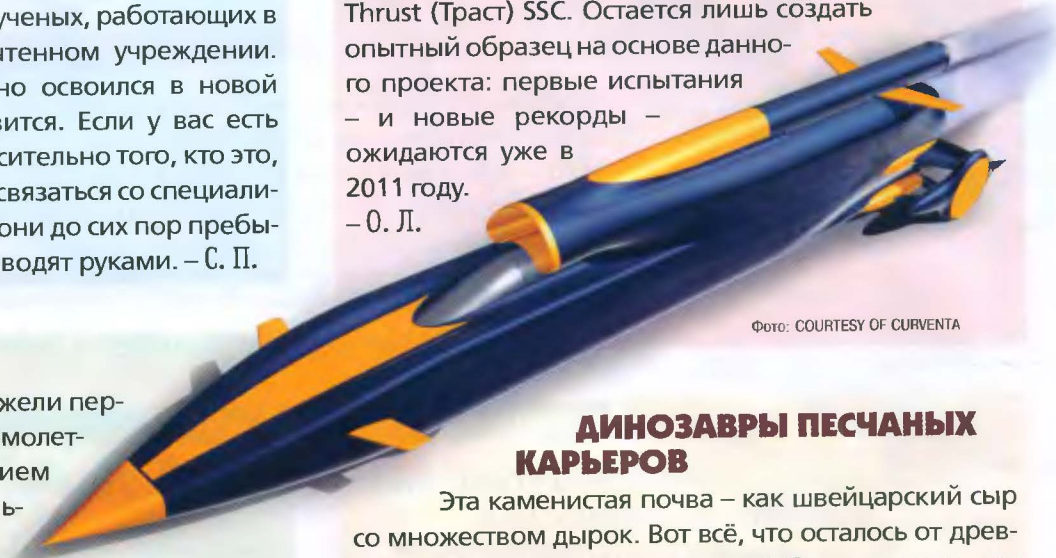 ученых, работающих в
чтенном учреждении.
но освоился в новой
вится. Если у вас есть
сительно того, кто это,
связаться со специали-
они до сих пор пребы-
водят руками. – С. П.
жели пер-
молет-
ием
ь-
Thrust (Траст) SSC. Остается лишь создать
опытный образец на основе данно-
го проекта: первые испытания
– и новые рекорды –
ожидаются уже в
2011 году.
– О. Л.
Фото: COURTESY OF CURVENTA
ДИНОЗАВРЫ ПЕСЧАНЫХ
КАРЬЕРОВ
Эта каменистая почва – как швейцарский сыр
со множеством дырок. Вот всё, что осталось от древ-